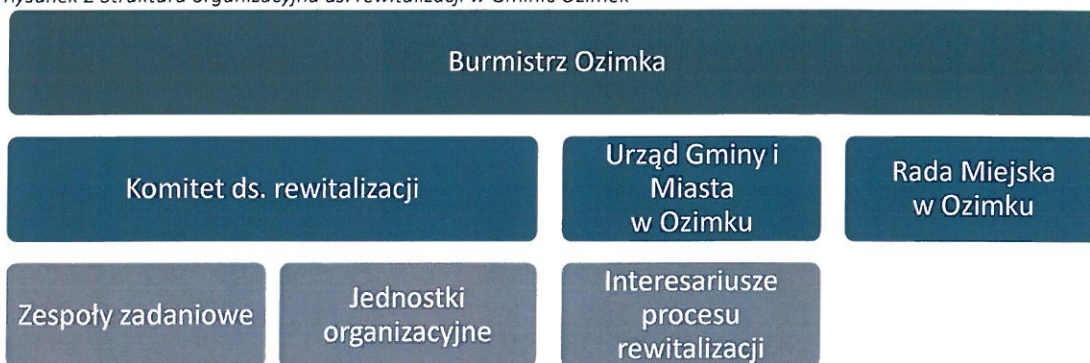 Rysunek 2 Struktura organizacyjna ds. rewitalizacji w Gminie Ozimek
Burmistrz Ozimka
Komitet ds. rewitalizacji
Urząd Gminy i
Miasta
w Ozimku
Rada Miejska
w Ozimku
Zespoły zadaniowe
Jednostki
organizacyjne
Interesariusze
procesu
rewitalizacji